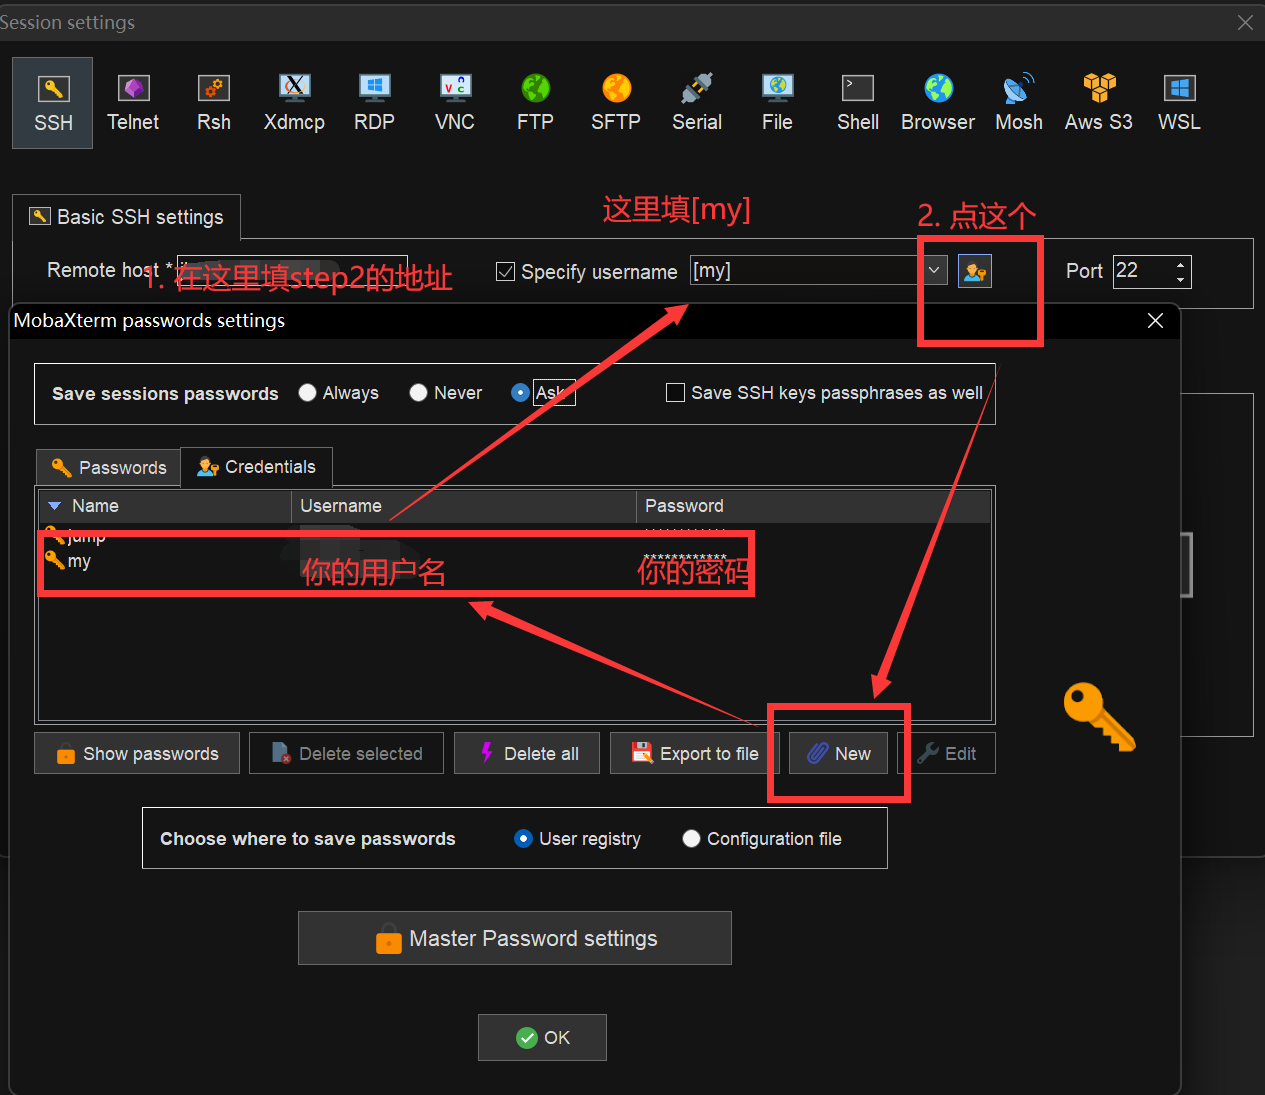 Session settings
SSH
Telnet
Rsh
Xdmcp
RDP
VNC
FTP
SFTP
Serial
File
Shell
Browser
Mosh
Aws S3
WSL
这里填[my]
2. 点这个
Basic SSH settings
Remote host *
1. 在这里填step2的地址
Specify username
[my]
Port
22
MobaXterm passwords settings
Save sessions passwords
Always
Never
Ask
Save SSH keys passphrases as well
Passwords
Credentials
Name
Username
Password
jump
************
my
************
你的用户名
你的密码
Show passwords
Delete selected
Delete all
Export to file
New
Edit
Choose where to save passwords
User registry
Configuration file
Master Password settings
OK